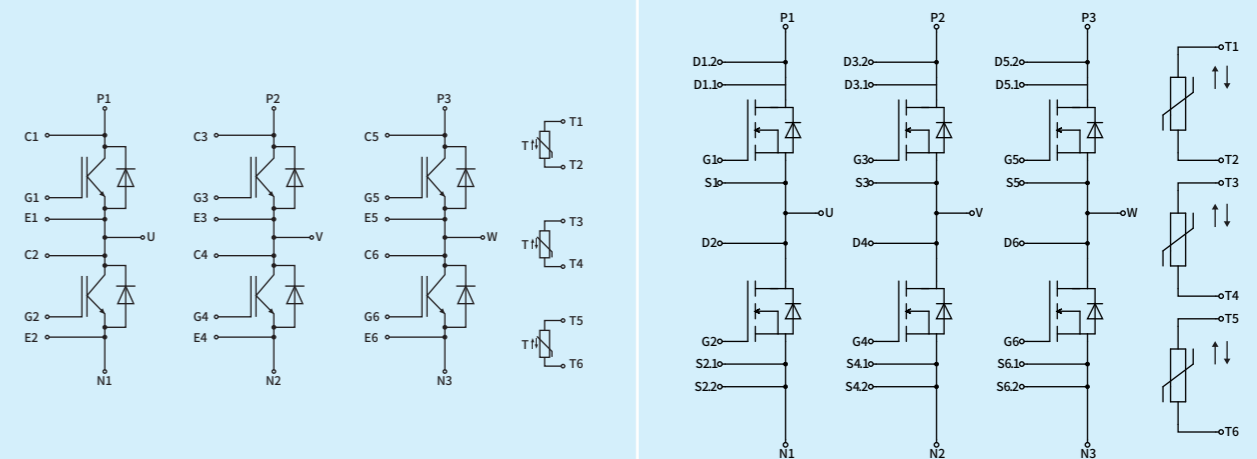 P1 P2 P3
C1 C3 C5
T1
T T2
G1 G3 G5
E1 E3 E5
T3
U V W
T T4
C2 C4 C6
G2 G4 G6
T5
E2 E4 E6
T T6
N1 N2 N3
P1 P2 P3
T1
D1.2 D3.2 D5.2
D1.1 D3.1 D5.1
G1 G3 G5 T2
S1 S3 S5 T3
U V W
D2 D4 D6
T4
T5
G2 G4 G6
S2.1 S4.1 S6.1
S2.2 S4.2 S6.2
T6
N1 N2 N3